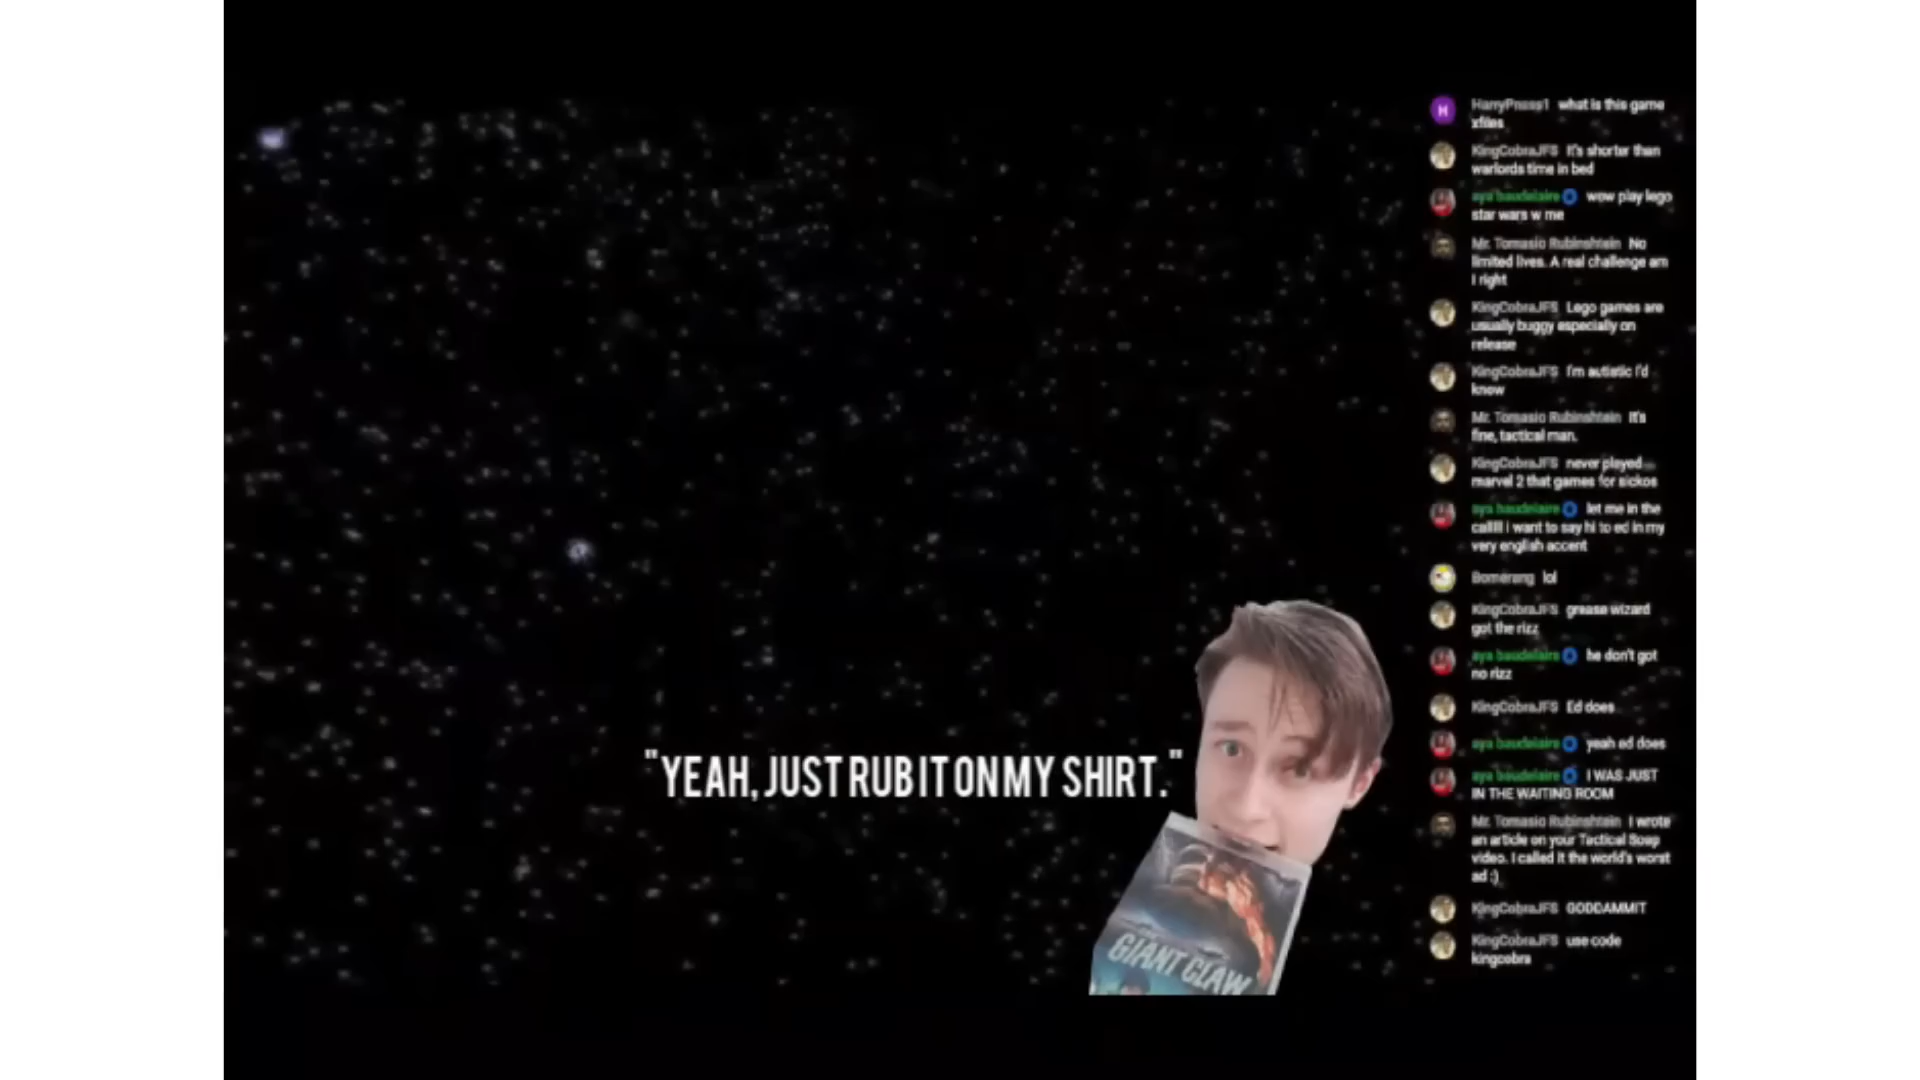 HarryPnass1 what is this game
xfiles
KingCobraJFS It's shorter than
warlords time in bed
aya baudelaire wow play lego
star wars w me
Mr. Tomasio Rubinshtein No
limited lives. A real challenge am
I right
KingCobraJFS Lego games are
usually buggy especially on
release
KingCobraJFS I'm autistic I'd
know
Mr. Tomasio Rubinshtein It's
fine, tactical man.
KingCobraJFS never played
marvel 2 that games for sickos
aya baudelaire let me in the
callllll i want to say hi to ed in my
very english accent
Bomerang lol
KingCobraJFS grease wizard
got the rizz
aya baudelaire he don't got
no rizz
KingCobraJFS Ed does
aya baudelaire yeah ed does
aya baudelaire I WAS JUST
IN THE WAITING ROOM
Mr. Tomasio Rubinshtein I wrote
an article on your Tactical Soap
video. I called it the world's worst
ad :)
KingCobraJFS GODDAMMIT
KingCobraJFS use code
kingcobra
"YEAH, JUST RUB IT ON MY SHIRT."
GIANT CLAW